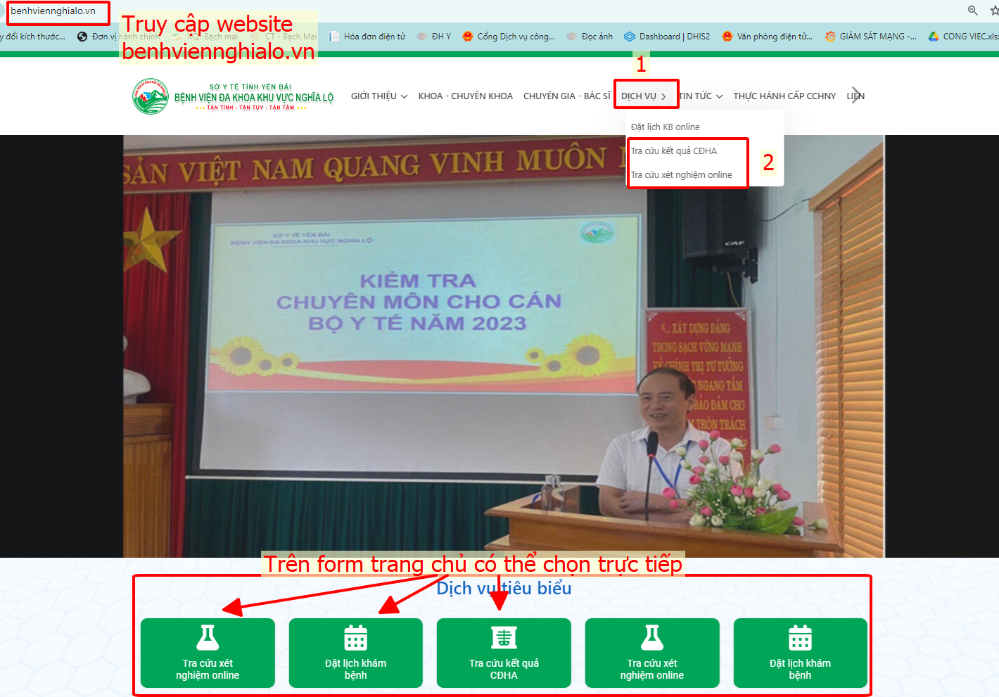 benhviennghialo.vn
Truy câp website
benhviennghialo.vn
y đổi kích thước...
Đơn vị hành chính
XQ- Bach mai
CT - Bạch Mai
Hóa đơn điện tử
ĐH Y
Cổng Dịch vụ công...
Đọc ảnh
Dashboard | DHIS2
Văn phòng điện tử...
GIÁM SÁT MẠNG -...
CONG VIEC.xls
1
SỞ Y TẾ TỈNH YÊN BÁI
BỆNH VIỆN ĐA KHOA KHU VỰC NGHĨA LỘ
TẬN TÌNH - TẬN TỤY - TẬN TÂM
GIỚI THIỆU
KHOA - CHUYÊN KHOA
CHUYÊN GIA - BÁC SĨ
DỊCH VỤ
TIN TỨC
THỰC HÀNH CẤP CCHNY
LIÊN
Đặt lịch KB online
Tra cứu kết quả CĐHA
Tra cứu xét nghiệm online
2
SẢN VIỆT NAM QUANG VINH MUÔN N
SỞ Y TẾ YÊN BÁI
BỆNH VIỆN ĐA KHOA KHU VỰC NGHĨA LỘ
KIỂM TRA
CHUYÊN MÔN CHO CÁN
BỘ Y TẾ NĂM 2023
CAF
XÂY DỰNG ĐẢNG
TRONG SẠCH VỮNG MẠNH
VỀ CHÍNH TRỊ TƯ TƯỞNG
NGANG TẦM
BẢO ĐẢM CHO
TRÒN TRÁCH
Trên form trang chủ có thể chọn trực tiếp
Dịch vụ tiêu biểu
Tra cứu xét
nghiệm online
Đặt lịch khám
bệnh
Tra cứu kết quả
CĐHA
Tra cứu xét
nghiệm online
Đặt lịch khám
bệnh